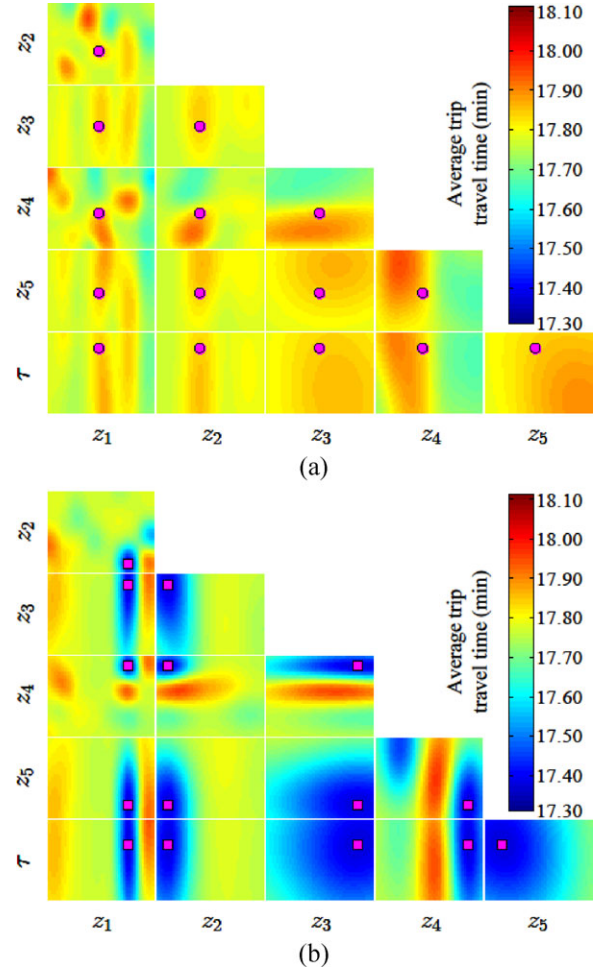 z2
z3
z4
z5
τ
z1 z2 z3 z4 z5
Average trip
travel time (min)
18.10
18.00
17.90
17.80
17.70
17.60
17.50
17.40
17.30
(a)
z2
z3
z4
z5
τ
z1 z2 z3 z4 z5
Average trip
travel time (min)
18.10
18.00
17.90
17.80
17.70
17.60
17.50
17.40
17.30
(b)